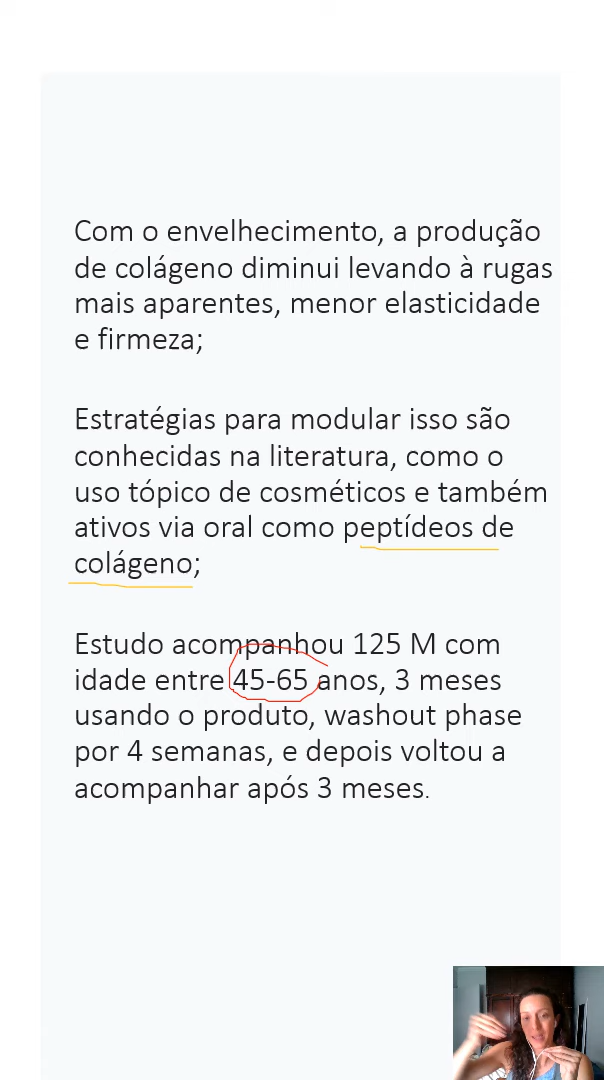 Com o envelhecimento, a produção
de colágeno diminui levando à rugas
mais aparentes, menor elasticidade
e firmeza;
Estratégias para modular isso são
conhecidas na literatura, como o
uso tópico de cosméticos e também
ativos via oral como peptídeos de
colágeno;
Estudo acompanhou 125 M com
idade entre 45-65 anos, 3 meses
usando o produto, washout phase
por 4 semanas, e depois voltou a
acompanhar após 3 meses.